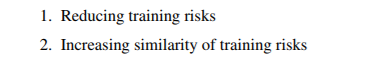 1. Reducing training risks
2. Increasing similarity of training risks